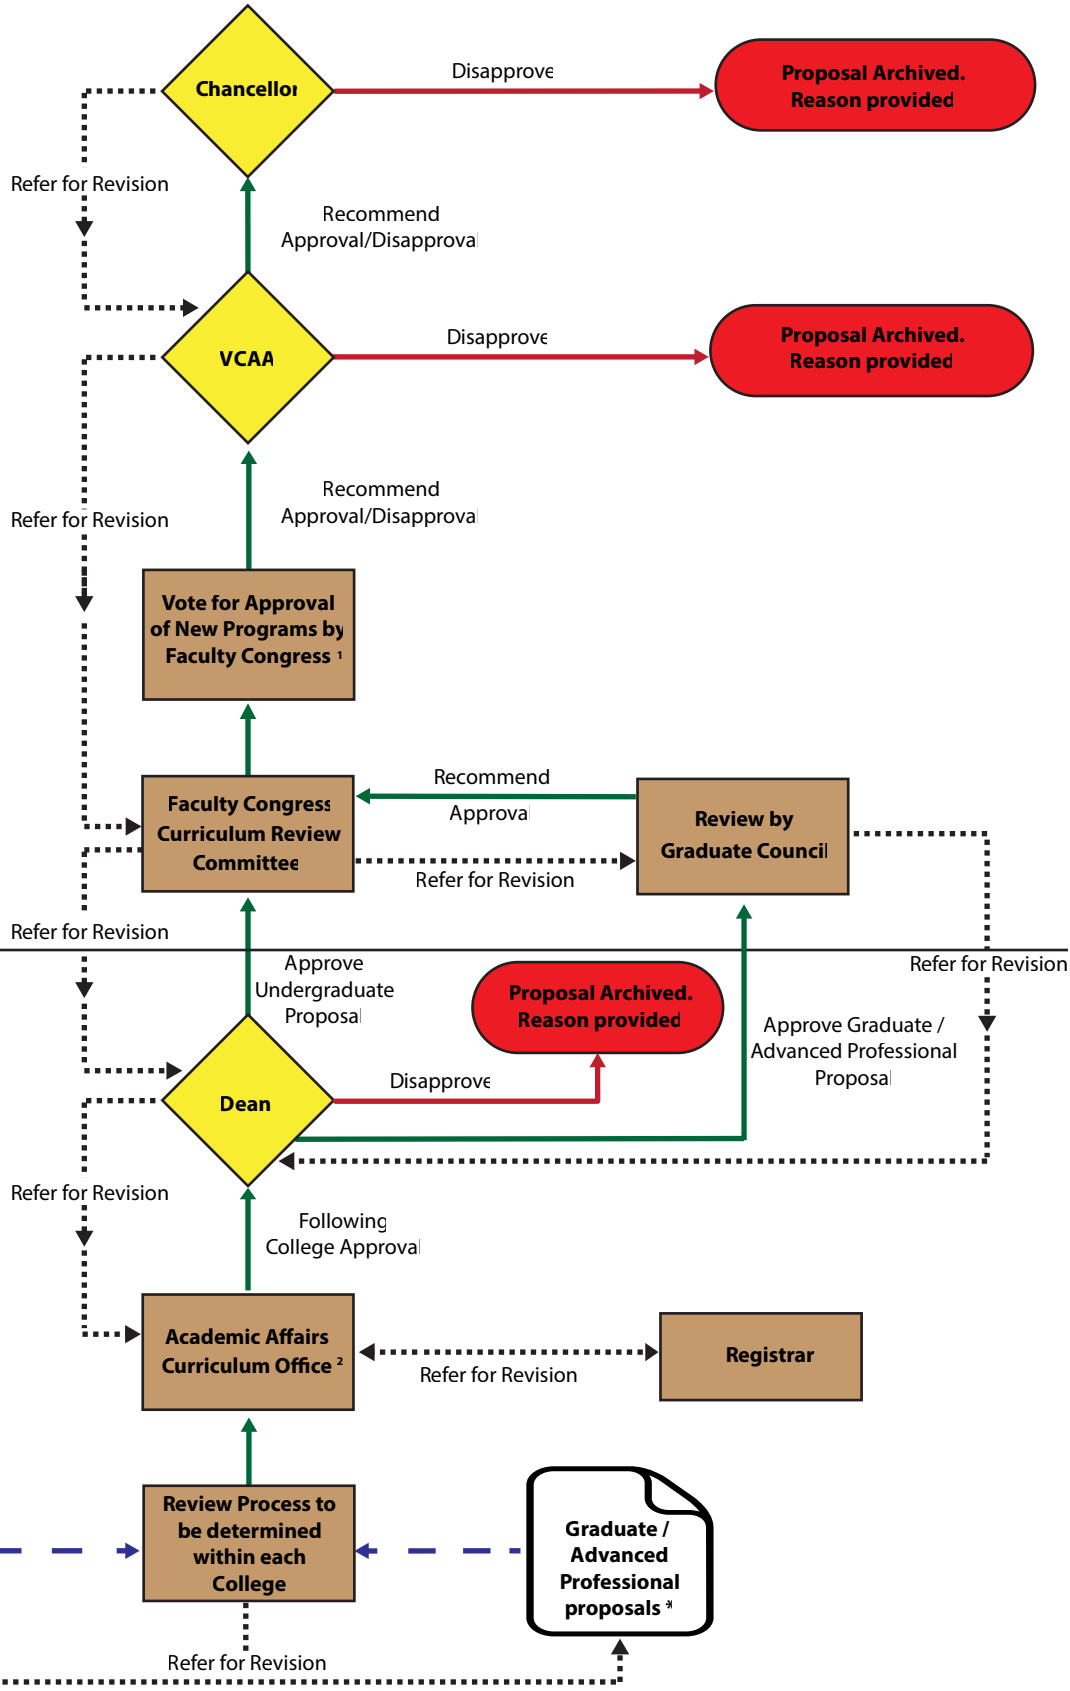 Chancellor
Disapprove
Proposal Archived.
Reason provided
Refer for Revision
Recommend
Approval/Disapproval
VCAA
Disapprove
Proposal Archived.
Reason provided
Refer for Revision
Recommend
Approval/Disapproval
Vote for Approval
of New Programs by
Faculty Congress ¹
Faculty Congress
Curriculum Review
Committee
Recommend
Approval
Refer for Revision
Review by
Graduate Council
Refer for Revision
Refer for Revision
Approve
Undergraduate
Proposal
Proposal Archived.
Reason provided
Approve Graduate /
Advanced Professional
Proposal
Disapprove
Dean
Refer for Revision
Following
College Approval
Academic Affairs
Curriculum Office ²
Refer for Revision
Registrar
Review Process to
be determined
within each
College
Graduate /
Advanced
Professional
proposals *
Refer for Revision